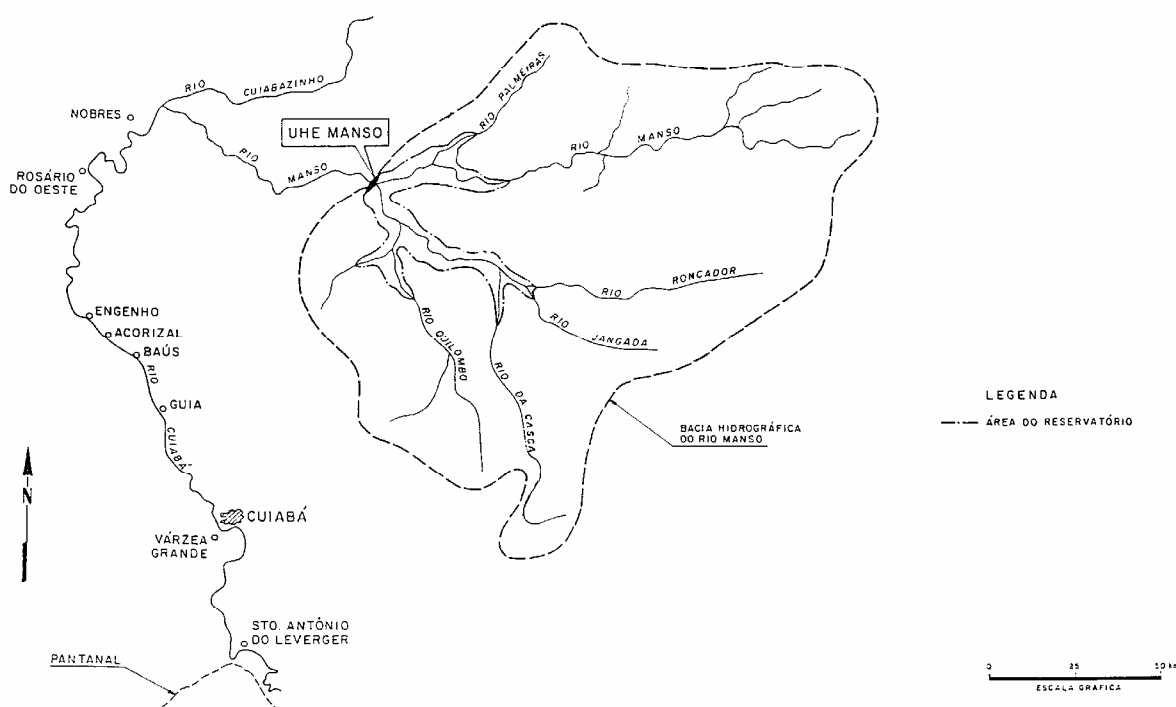 RIO CUIABAZINHO
NOBRES
UHE MANSO
RIO PALMEIRAS
RIO MANSO
RIO MANSO
ROSÁRIO
DO OESTE
RIO RONCADOR
RIO JANGADA
RIO QUILOMBO
RIO DA CASCA
ENGENHO
ACORIZAL
BAÚS
RIO CUIABÁ
GUIA
LEGENDA
ÁREA DO RESERVATÓRIO
BACIA HIDROGRÁFICA
DO RIO MANSO
N
CUIABÁ
VÁRZEA
GRANDE
STO. ANTÔNIO
DO LEVERGER
PANTANAL
0 25 50 km
ESCALA GRÁFICA